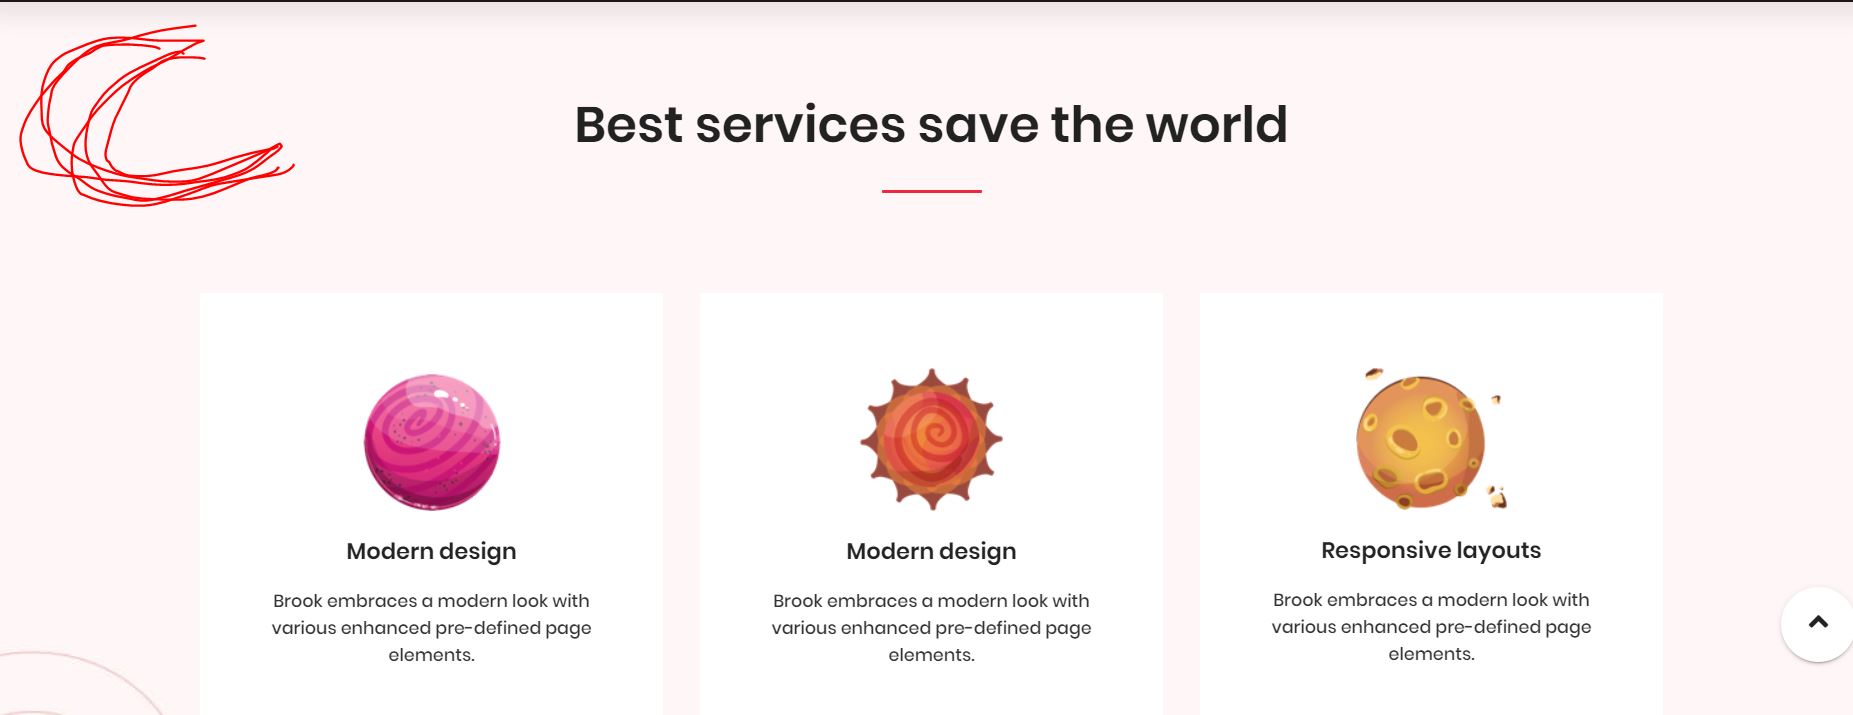 Best services save the world
Modern design
Brook embraces a modern look with
various enhanced pre-defined page
elements.
Modern design
Brook embraces a modern look with
various enhanced pre-defined page
elements.
Responsive layouts
Brook embraces a modern look with
various enhanced pre-defined page
elements.